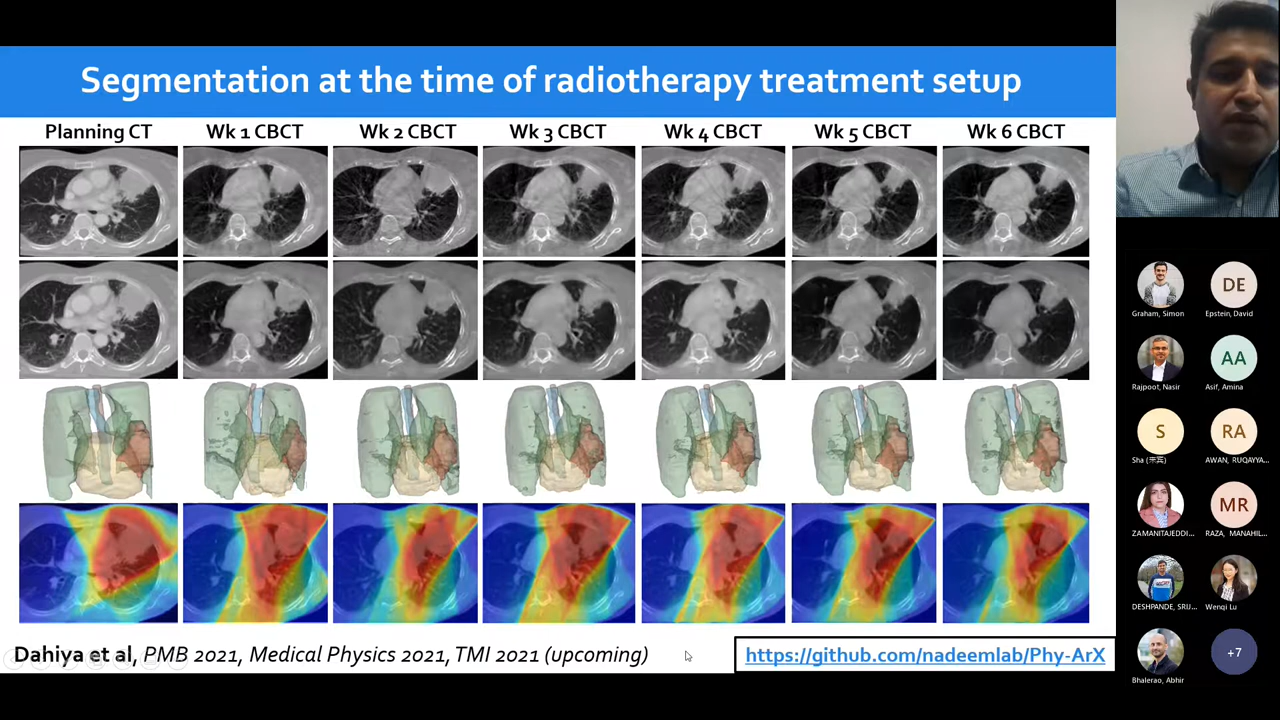 Segmentation at the time of radiotherapy treatment setup
Planning CT Wk 1 CBCT Wk 2 CBCT Wk 3 CBCT Wk 4 CBCT Wk 5 CBCT Wk 6 CBCT
Dahiya et al, PMB 2021, Medical Physics 2021, TMI 2021 (upcoming)
https://github.com/nadeemlab/Phy-ArX
DE
Graham, Simon Epstein, David
AA
Rajpoot, Nasir Asif, Amina
S RA
Sha ( AWAN, RUQAYYA...
MR
ZAMANITAJEDDI... RAZA, MANAHIL...
DESHPANDE, SRIJ... Wenqi Lu
+7
Bhalerao, Abhir